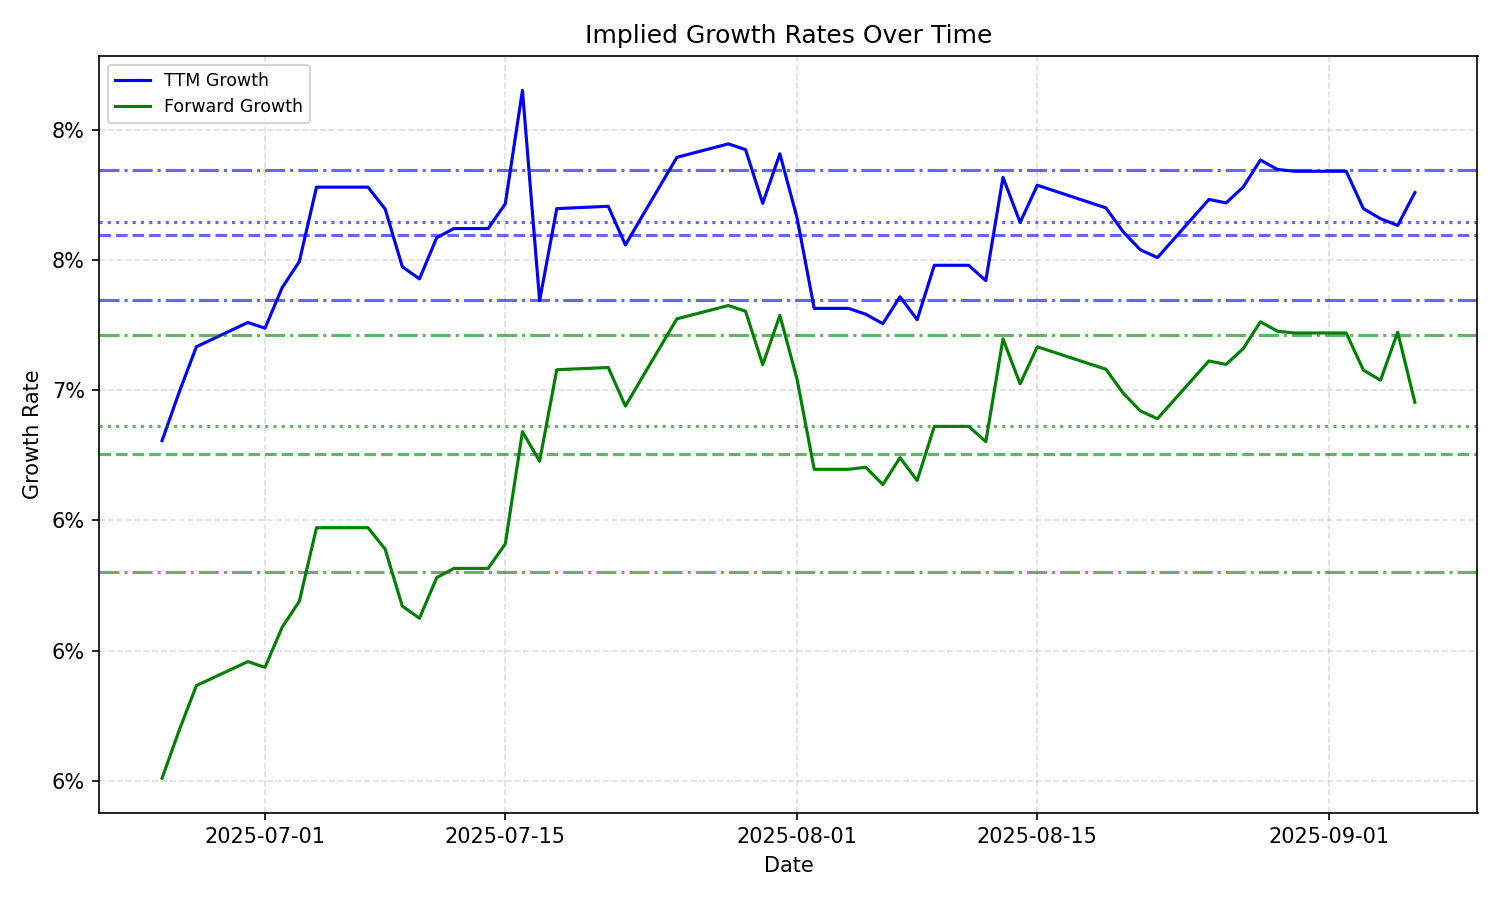 Implied Growth Rates Over Time
TTM Growth
Forward Growth
8%
8%
7%
6%
6%
6%
Growth Rate
2025-07-01
2025-07-15
2025-08-01
2025-08-15
2025-09-01
Date